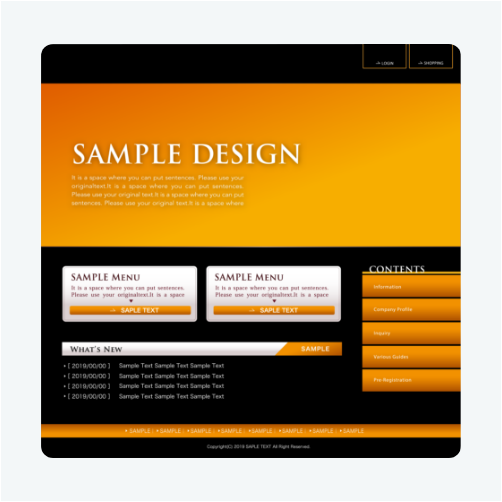 -> LOGIN
-> SHOPPING
SAMPLE DESIGN
It is a space where you can put sentences. Please use your
originaltext.It is a space where you can put sentences.
Please use your original text.It is a space where you can put
sentences. Please use your original text.It is a space where
SAMPLE MENU
It is a space where you can put sentences.
Please use your originaltext.It is a space
-> SAPLE TEXT
SAMPLE MENU
It is a space where you can put sentences.
Please use your originaltext.It is a space
-> SAPLE TEXT
CONTENTS
Information
Company Profile
Inquiry
Various Guides
Pre Registration
WHAT'S NEW
SAMPLE
• [ 2019/00/00 ] Sample Text Sample Text Sample Text
• [ 2019/00/00 ] Sample Text Sample Text Sample Text
• [ 2019/00/00 ] Sample Text Sample Text Sample Text
• [ 2019/00/00 ] Sample Text Sample Text Sample Text
• SAMPLE | • SAMPLE | • SAMPLE | • SAMPLE | • SAMPLE | • SAMPLE | • SAMPLE | • SAMPLE
Copyright(C) 2019 SAPLE TEXT All Right Reserved.